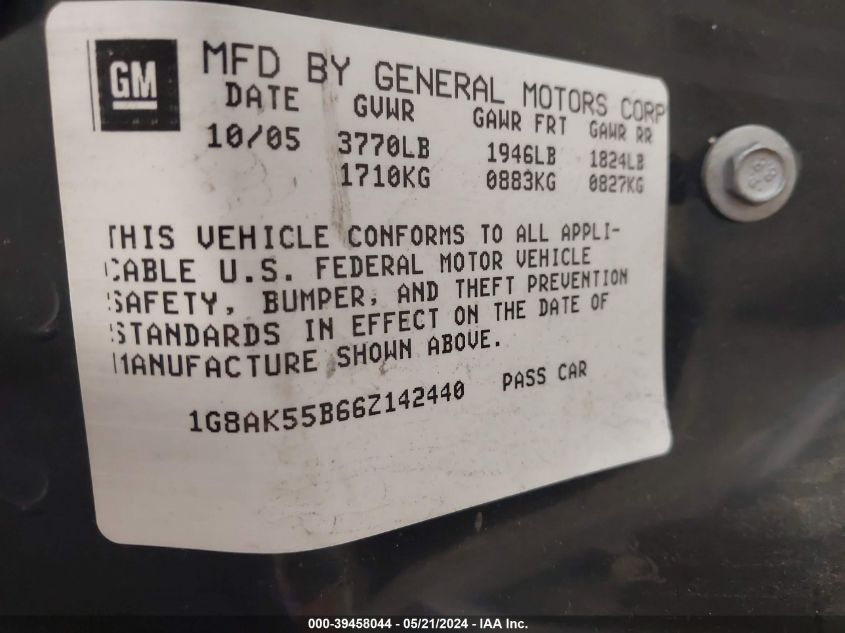 GM
MFD BY GENERAL MOTORS CORP
DATE GVWR GAWR FRT GAWR RR
10/05 3770LB 1946LB 1824LB
1710KG 0883KG 0827KG
THIS VEHICLE CONFORMS TO ALL APPLI-
CABLE U.S. FEDERAL MOTOR VEHICLE
SAFETY, BUMPER, AND THEFT PREVENTION
STANDARDS IN EFFECT ON THE DATE OF
MANUFACTURE SHOWN ABOVE.
1G8AK55B66Z142440 PASS CAR
000-39458044 / 05/21/2024 - IAA Inc.